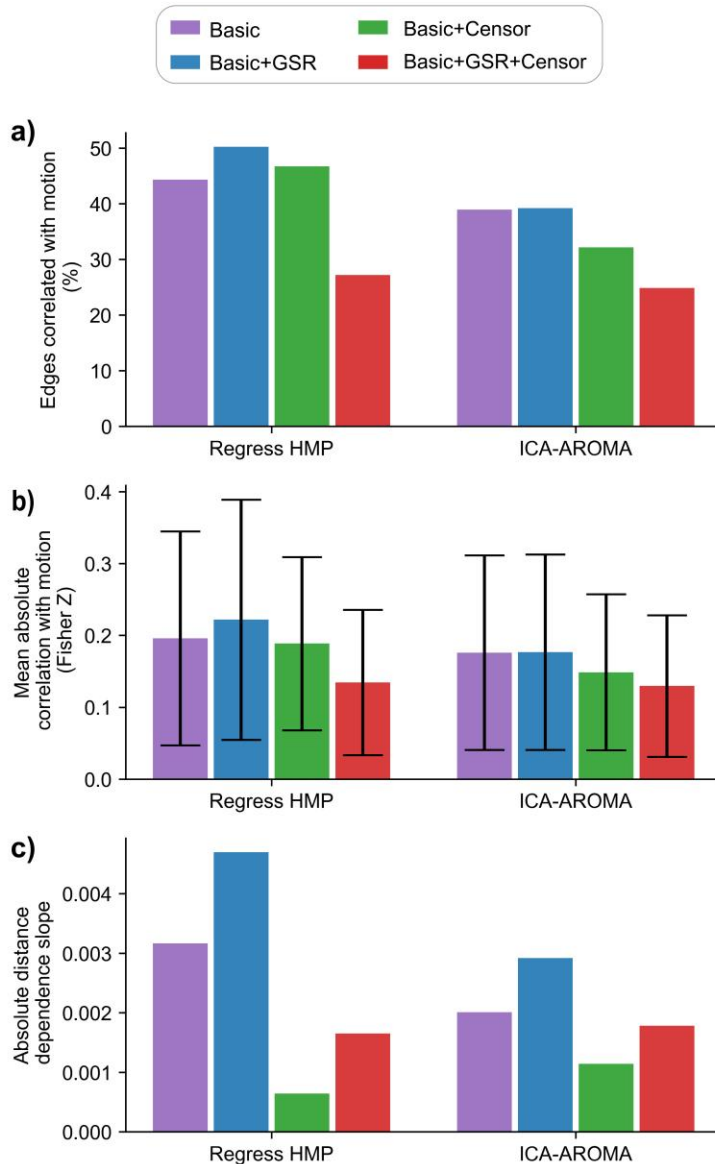 Basic
Basic+Censor
Basic+GSR
Basic+GSR+Censor
a)
Edges correlated with motion
(%)
50
40
30
20
10
0
Regress HMP
ICA-AROMA
b)
Mean absolute
correlation with motion
(Fisher Z)
0.4
0.3
0.2
0.1
0.0
Regress HMP
ICA-AROMA
c)
Absolute distance
dependence slope
0.004
0.003
0.002
0.001
0.000
Regress HMP
ICA-AROMA